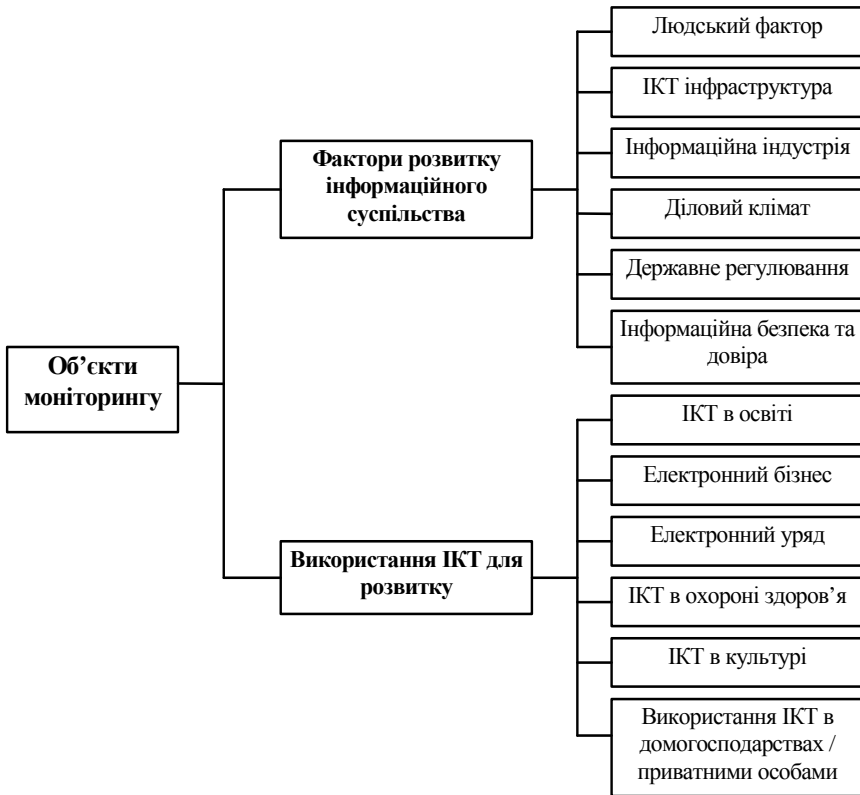 Об’єкти
моніторингу
Фактори розвитку
інформаційного
суспільства
Людський фактор
ІКТ інфраструктура
Інформаційна індустрія
Діловий клімат
Державне регулювання
Інформаційна безпека та
довіра
Використання ІКТ для
розвитку
ІКТ в освіті
Електронний бізнес
Електронний уряд
ІКТ в охороні здоров’я
ІКТ в культурі
Використання ІКТ в
домогосподарствах /
приватними особами